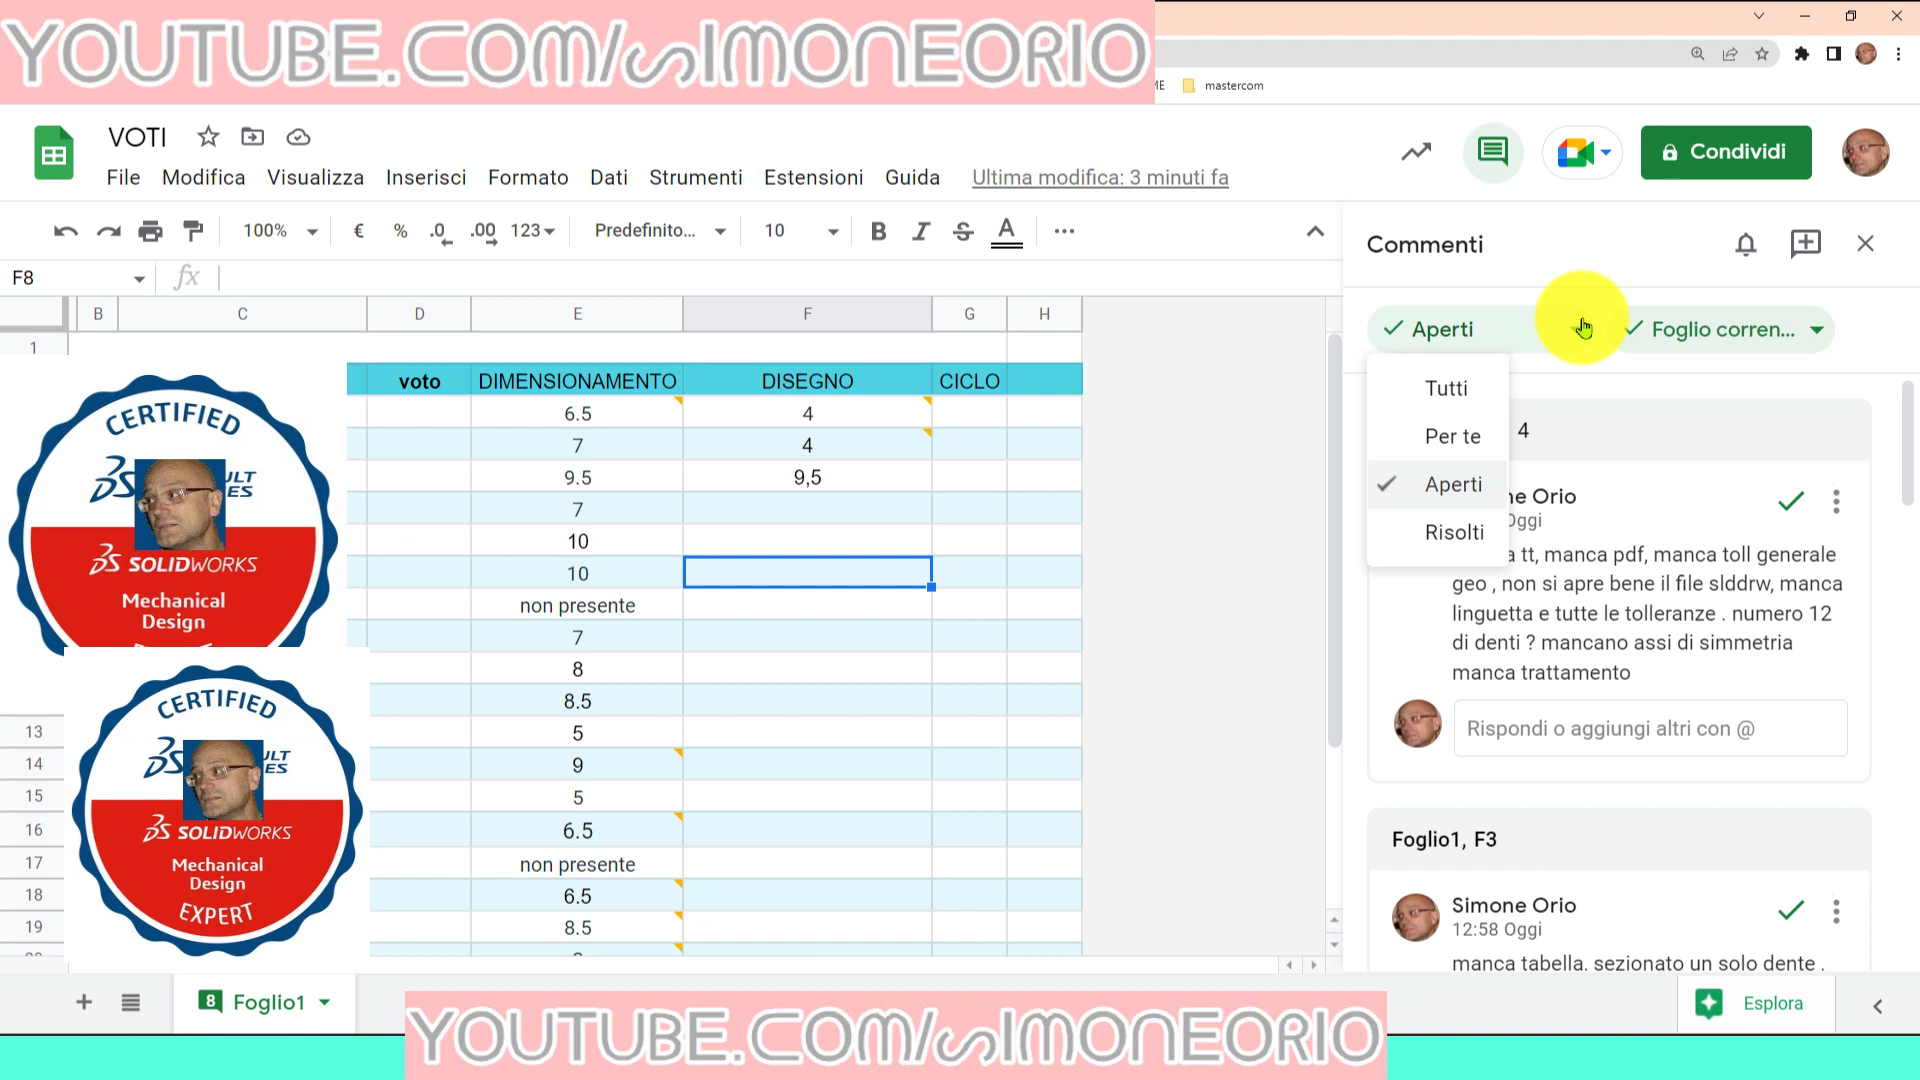 YOUTUBE.COM/SIMONEORIO
mastercom
VOTI
File Modifica Visualizza Inserisci Formato Dati Strumenti Estensioni Guida Ultima modifica: 3 minuti fa
Condividi
100% € % .0 .00 123 Predefinito... 10 B I S A
F8 fx
Commenti
Aperti Foglio corren...
Tutti
Per te
Aperti
Risolti
B C D E F G H
1
voto DIMENSIONAMENTO DISEGNO CICLO
6.5 4
7 4
9.5 9,5
7
10
10
non presente
7
8
8.5
13 5
14 9
15 5
16 6.5
17 non presente
18 6.5
19 8.5
CERTIFIED
SOLIDWORKS
Mechanical
Design
CERTIFIED
SOLIDWORKS
Mechanical
Design
EXPERT
4
ne Orio
Oggi
a tt, manca pdf, manca toll generale
geo , non si apre bene il file slddrw, manca
linguetta e tutte le tolleranze . numero 12
di denti ? mancano assi di simmetria
manca trattamento
Rispondi o aggiungi altri con @
Foglio1, F3
Simone Orio
12:58 Oggi
manca tabella. sezionato un solo dente .
8 Foglio1
Esplora
YOUTUBE.COM/SIMONEORIO